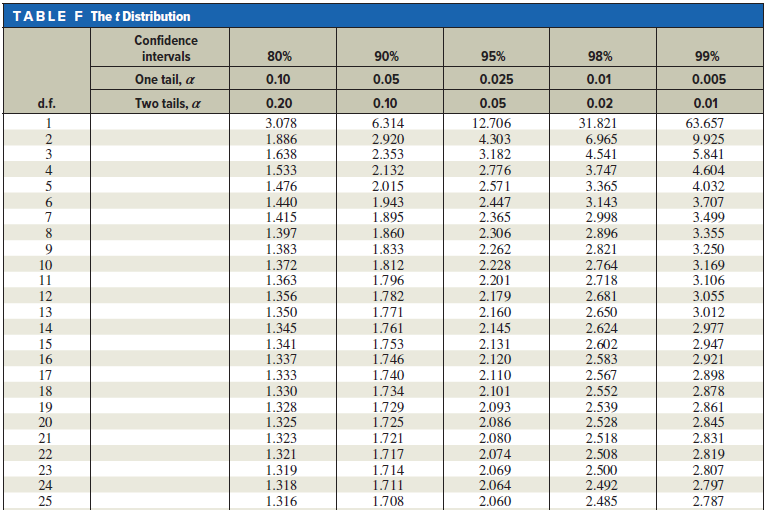 TABLE F The t Distribution
Confidence
intervals 80% 90% 95% 98% 99%
One tail, α 0.10 0.05 0.025 0.01 0.005
d.f. Two tails, α 0.20 0.10 0.05 0.02 0.01
1 3.078 6.314 12.706 31.821 63.657
2 1.886 2.920 4.303 6.965 9.925
3 1.638 2.353 3.182 4.541 5.841
4 1.533 2.132 2.776 3.747 4.604
5 1.476 2.015 2.571 3.365 4.032
6 1.440 1.943 2.447 3.143 3.707
7 1.415 1.895 2.365 2.998 3.499
8 1.397 1.860 2.306 2.896 3.355
9 1.383 1.833 2.262 2.821 3.250
10 1.372 1.812 2.228 2.764 3.169
11 1.363 1.796 2.201 2.718 3.106
12 1.356 1.782 2.179 2.681 3.055
13 1.350 1.771 2.160 2.650 3.012
14 1.345 1.761 2.145 2.624 2.977
15 1.341 1.753 2.131 2.602 2.947
16 1.337 1.746 2.120 2.583 2.921
17 1.333 1.740 2.110 2.567 2.898
18 1.330 1.734 2.101 2.552 2.878
19 1.328 1.729 2.093 2.539 2.861
20 1.325 1.725 2.086 2.528 2.845
21 1.323 1.721 2.080 2.518 2.831
22 1.321 1.717 2.074 2.508 2.819
23 1.319 1.714 2.069 2.500 2.807
24 1.318 1.711 2.064 2.492 2.797
25 1.316 1.708 2.060 2.485 2.787